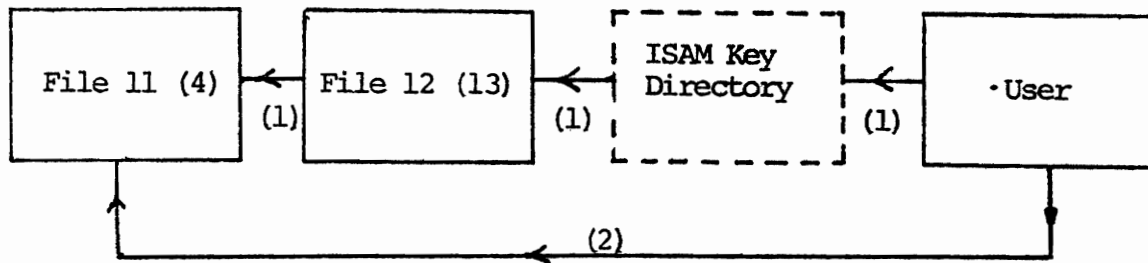 File 11 (4)
(1)
File 12 (13)
(1)
ISAM Key
Directory
(1)
User
(2)